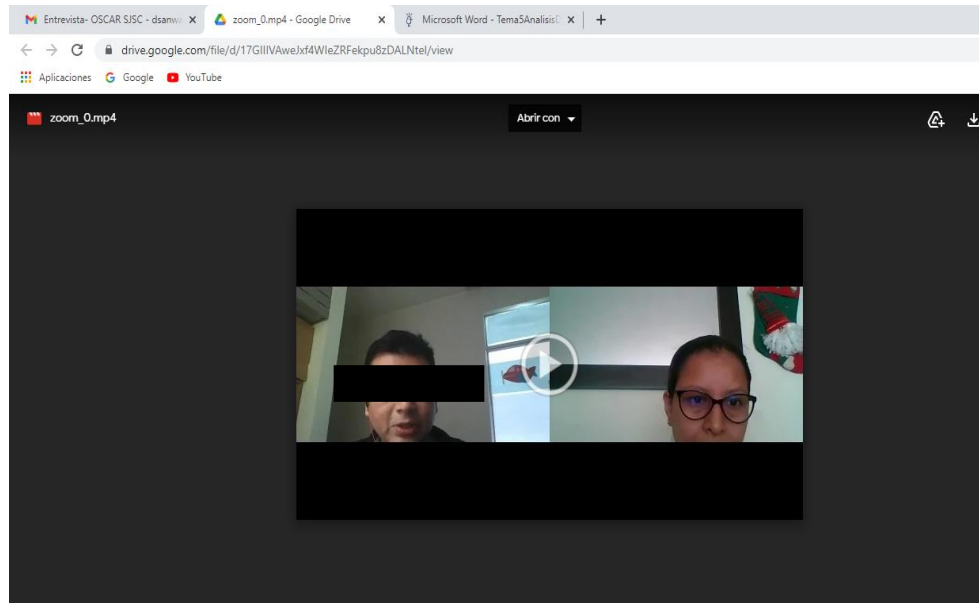 Entrevista- OSCAR SJSC - dsanw
zoom_0.mp4 - Google Drive
Microsoft Word - Tema5Analisis
drive.google.com/file/d/17GIIIVAweJxf4WIeZRFekpu8zDALNtel/view
Aplicaciones Google YouTube
zoom_0.mp4
Abrir con